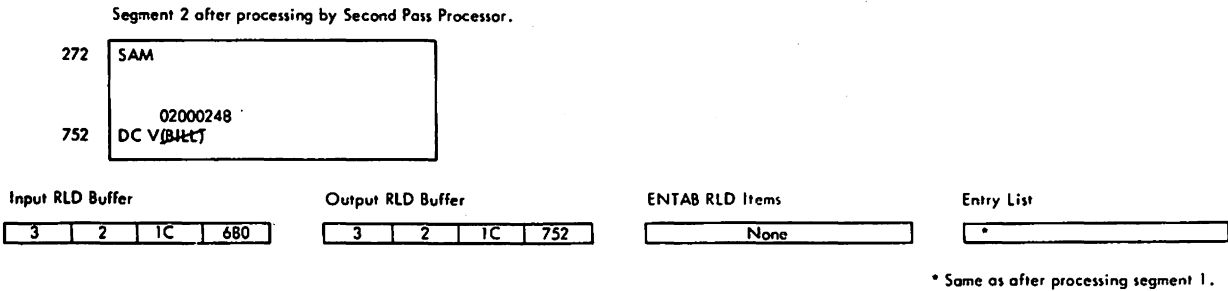 Segment 2 after processing by Second Pass Processor.
272 SAM
02000248
752 DC V(BILL)
Input RLD Buffer Output RLD Buffer ENTAB RLD Items Entry List
3 2 1C 680 3 2 1C 752 None *
* Same as after processing segment 1.